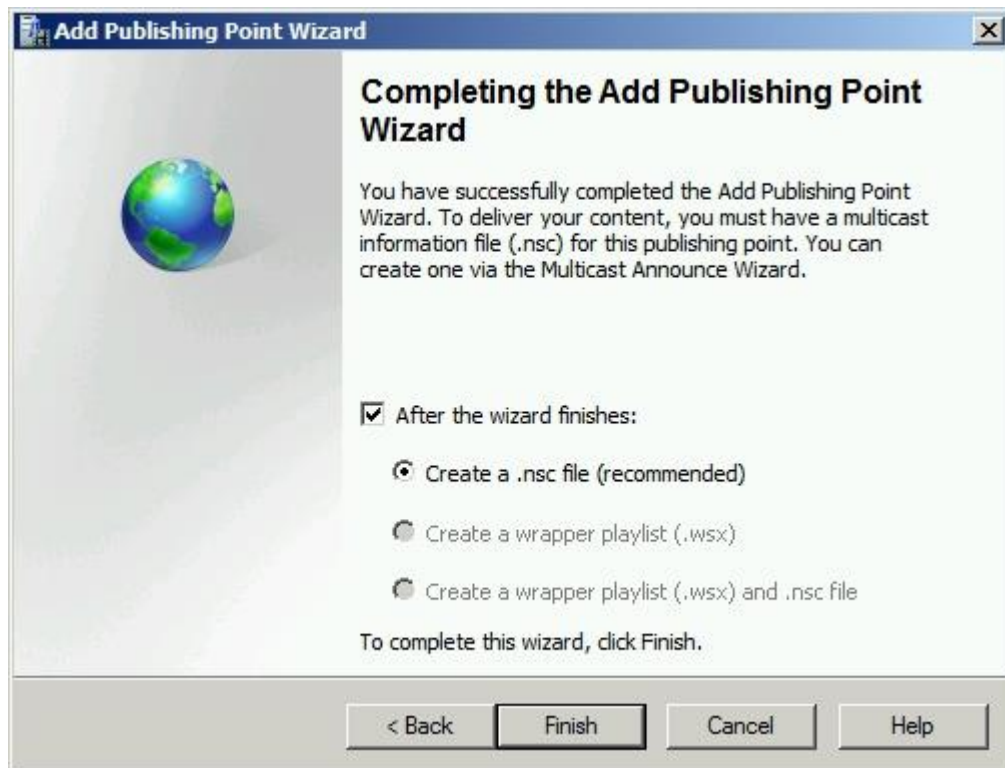 Add Publishing Point Wizard
Completing the Add Publishing Point
Wizard
You have successfully completed the Add Publishing Point
Wizard. To deliver your content, you must have a multicast
information file (.nsc) for this publishing point. You can
create one via the Multicast Announce Wizard.
After the wizard finishes:
Create a .nsc file (recommended)
Create a wrapper playlist (.wsx)
Create a wrapper playlist (.wsx) and .nsc file
To complete this wizard, click Finish.
< Back Finish Cancel Help